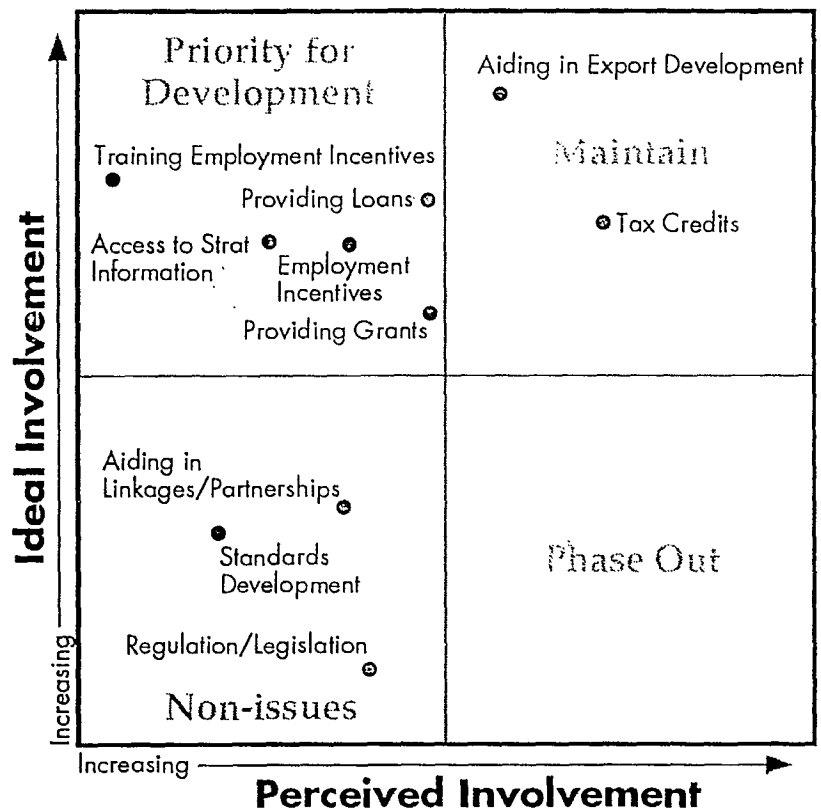 Priority for
Development
Aiding in Export Development
Maintain
Training Employment Incentives
Providing Loans
Tax Credits
Access to Strat
Information
Employment
Incentives
Providing Grants
Ideal Involvement
Aiding in
Linkages/Partnerships
Standards
Development
Phase Out
Regulation/Legislation
Non-issues
Increasing
Increasing
Perceived Involvement